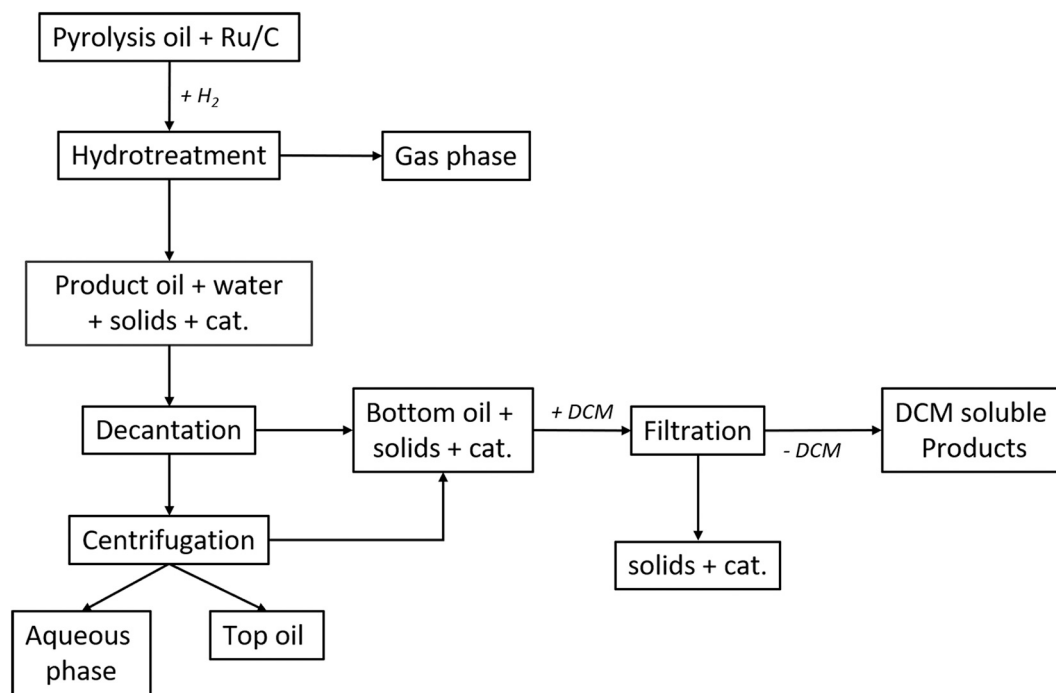 Pyrolysis oil + Ru/C
+ H₂
Hydrotreatment
Gas phase
Product oil + water
+ solids + cat.
Decantation
Bottom oil +
solids + cat.
+ DCM
Filtration
- DCM
DCM soluble
Products
Centrifugation
solids + cat.
Aqueous
phase
Top oil